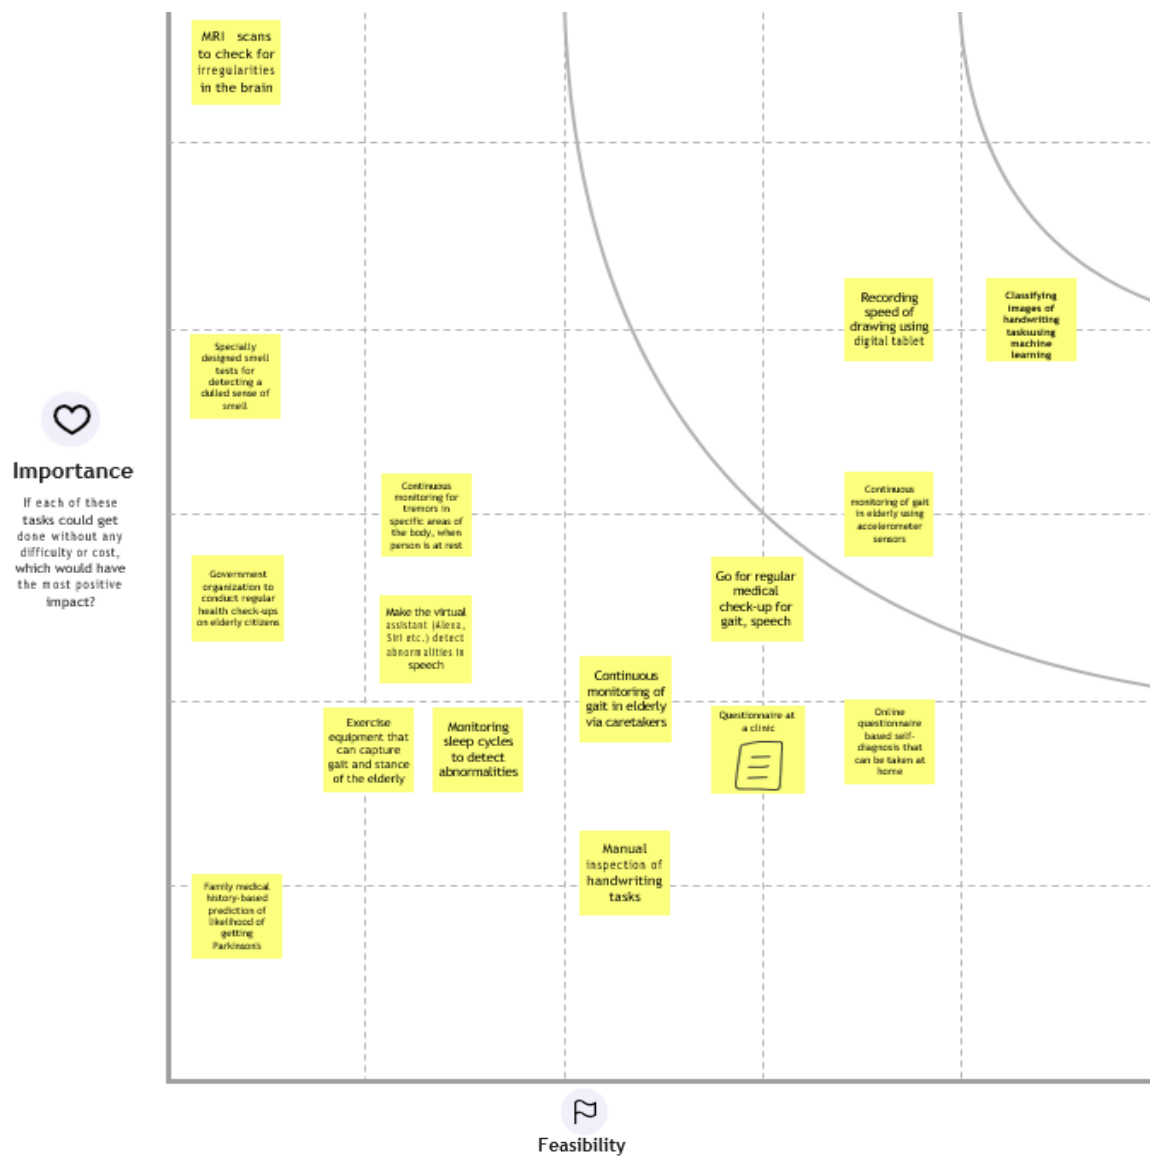 MRI scans
to check for
irregularities
in the brain
Recording
speed of
drawing using
digital tablet
Classifying
images of
handwriting
tasksusing
machine
learning
Specially
designed smell
tests for
detecting a
dulled sense of
smell
Importance
If each of these
tasks could get
done without any
difficulty or cost,
which would have
the most positive
impact?
Continuous
monitoring for
tremors in
specific areas of
the body, when
person is at rest
Continuous
monitoring of gait
in elderly using
accelerometer
sensors
Government
organization to
conduct regular
health check-ups
on elderly citizens
Go for regular
medical
check-up for
gait, speech
Make the virtual
assistant (Alexa,
Siri etc.) detect
abnormalities in
speech
Continuous
monitoring of
gait in elderly
via caretakers
Exercise
equipment that
can capture
gait and stance
of the elderly
Monitoring
sleep cycles
to detect
abnormalities
Questionnaire at
a clinic
Online
questionnaire
based self-
diagnosis that
can be taken at
home
Manual
inspection of
handwriting
tasks
Family medical
history-based
prediction of
likelihood of
getting
Parkinson's
Feasibility